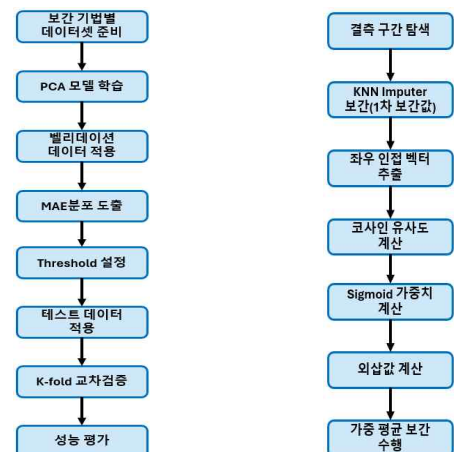 보간 기법별
데이터셋 준비
PCA 모델 학습
벨리데이션
데이터 적용
MAE분포 도출
Threshold 설정
테스트 데이터
적용
K-fold 교차검증
성능 평가
결측 구간 탐색
KNN Imputer
보간(1차 보간값)
좌우 인접 벡터
추출
코사인 유사도
계산
Sigmoid 가중치
계산
외삽값 계산
가중 평균 보간
수행